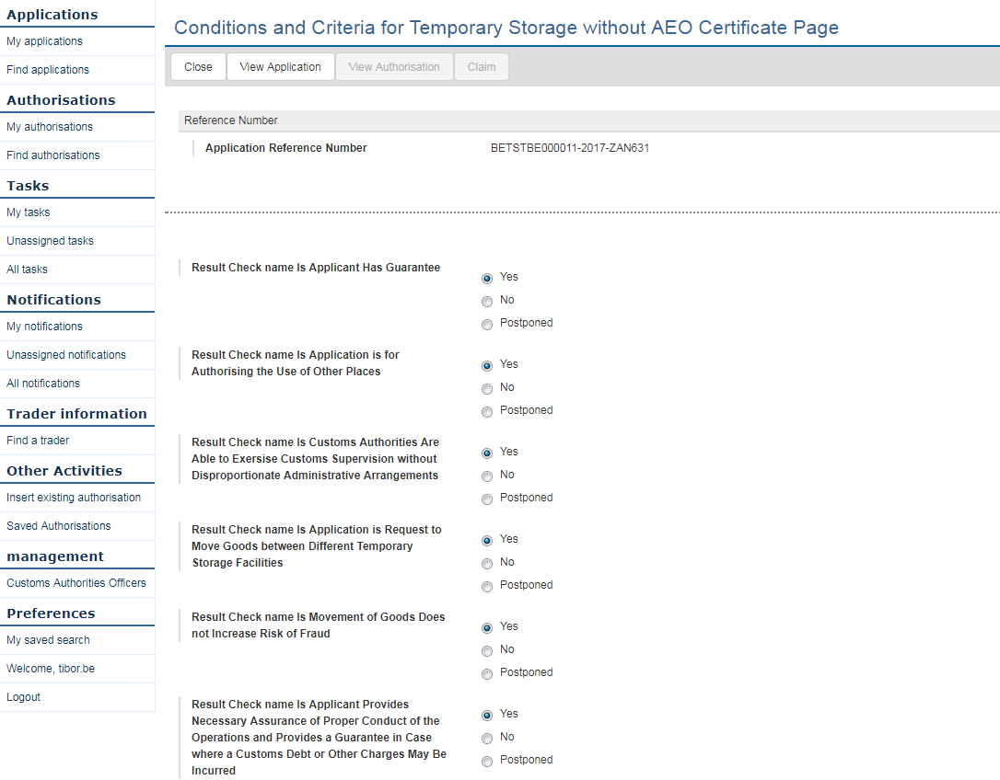 Applications
My applications
Find applications
Authorisations
My authorisations
Find authorisations
Tasks
My tasks
Unassigned tasks
All tasks
Notifications
My notifications
Unassigned notifications
All notifications
Trader information
Find a trader
Other Activities
Insert existing authorisation
Saved Authorisations
management
Customs Authorities Officers
Preferences
My saved search
Welcome, tibor.be
Logout
Conditions and Criteria for Temporary Storage without AEO Certificate Page
Close View Application View Authorisation Claim
Reference Number
Application Reference Number BETSTBE000011-2017-ZAN631
Result Check name Is Applicant Has Guarantee
Yes
No
Postponed
Result Check name Is Application is for
Authorising the Use of Other Places
Yes
No
Postponed
Result Check name Is Customs Authorities Are
Able to Exersise Customs Supervision without
Disproportionate Administrative Arrangements
Yes
No
Postponed
Result Check name Is Application is Request to
Move Goods between Different Temporary
Storage Facilities
Yes
No
Postponed
Result Check name Is Movement of Goods Does
not Increase Risk of Fraud
Yes
No
Postponed
Result Check name Is Applicant Provides
Necessary Assurance of Proper Conduct of the
Operations and Provides a Guarantee in Case
where a Customs Debt or Other Charges May Be
Incurred
Yes
No
Postponed